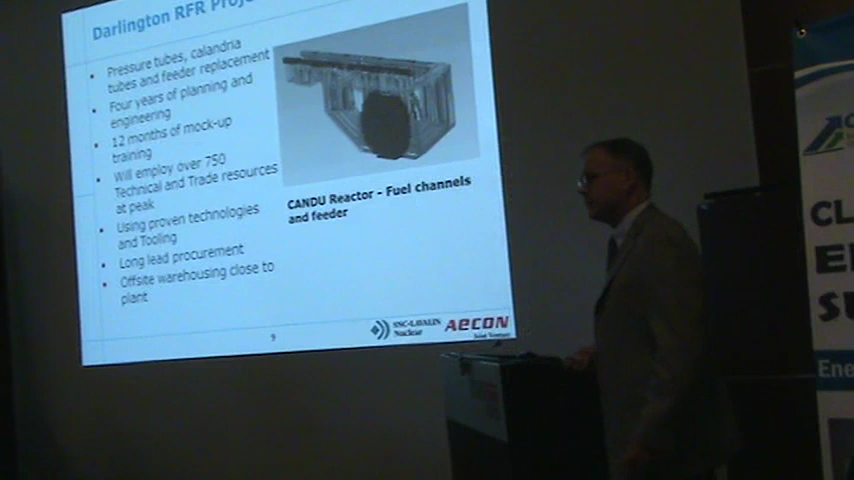 Darlington RFR
Pressure tubes, calandria
tubes and feeder replacement
Four years of planning and
engineering
12 months of mock-up
training
Will employ over 750
Technical and Trade resources
at peak
Using proven technologies
and Tooling
Long lead procurement
Offsite warehousing close to
plant
CANDU Reactor – Fuel channels
and feeder
9
SNC-LAVALIN
Nuclear
AECON
Joint Venture
CL
E
SU
Ene